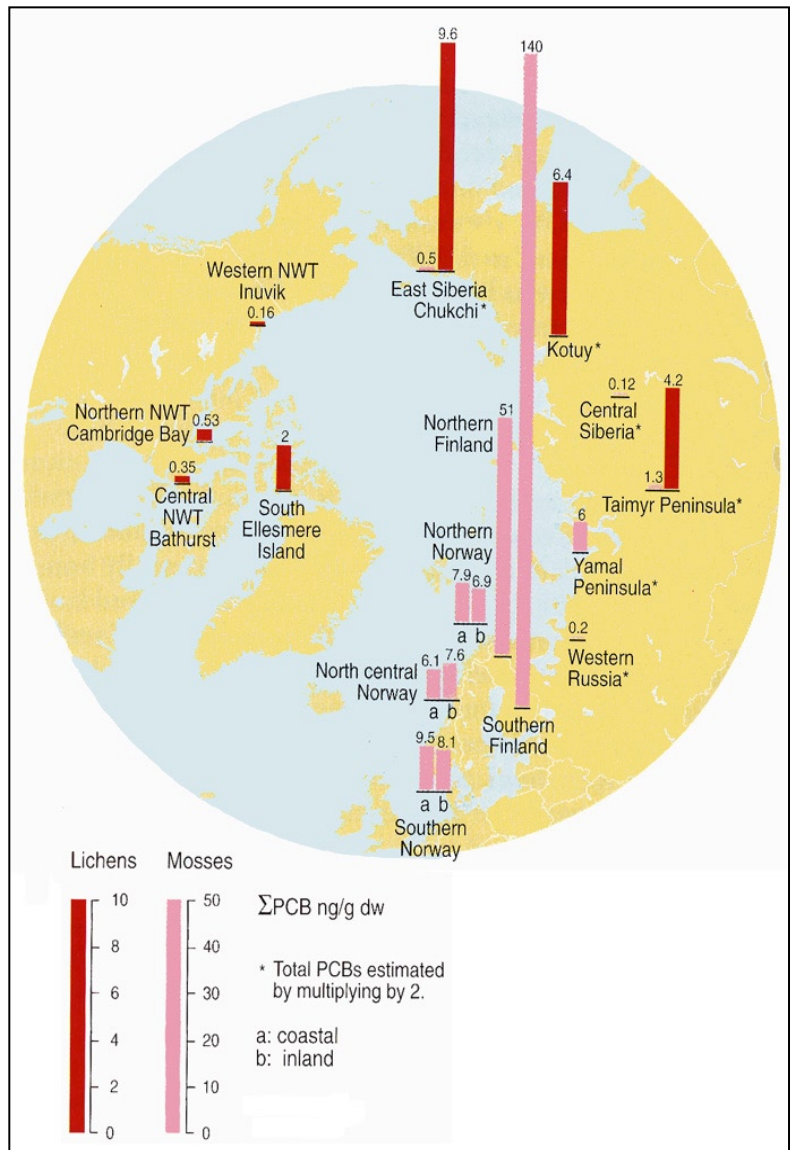 9.6
140
6.4
0.5
East Siberia
Chukchi*
Western NWT
Inuvik
0.16
Kotuy*
0.12
Central
Siberia*
4.2
1.3
Taimyr Peninsula*
Northern NWT
Cambridge Bay
0.53
0.35
Central
NWT
Bathurst
2
South
Ellesmere
Island
Northern
Finland
51
Northern
Norway
7.9
6.9
a
b
6
Yamal
Peninsula*
0.2
Western
Russia*
North central
Norway
6.1
7.6
a
b
Southern
Finland
9.5
8.1
a
b
Southern
Norway
Lichens
Mosses
10
8
6
4
2
0
50
40
30
20
10
0
ΣPCB ng/g dw
* Total PCBs estimated
by multiplying by 2.
a: coastal
b: inland